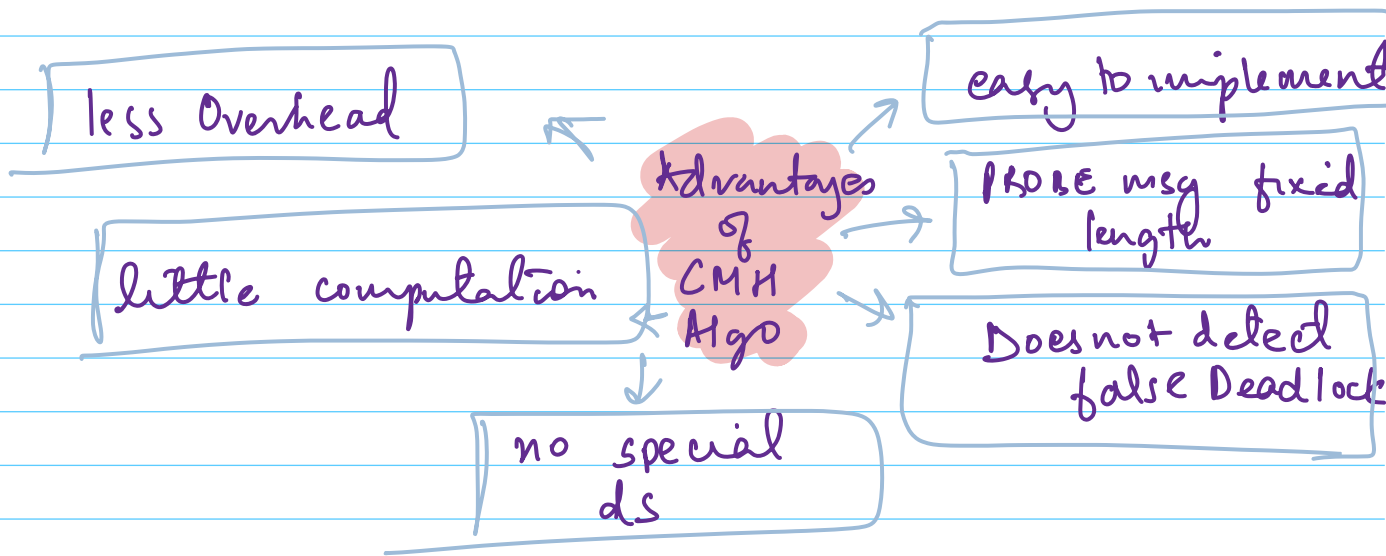 less Overhead
little computation
Advantages
of
CMH
Algo
easy to implement
PROBE msg fixed
length
Does not detect
false Deadlock
no special
ds